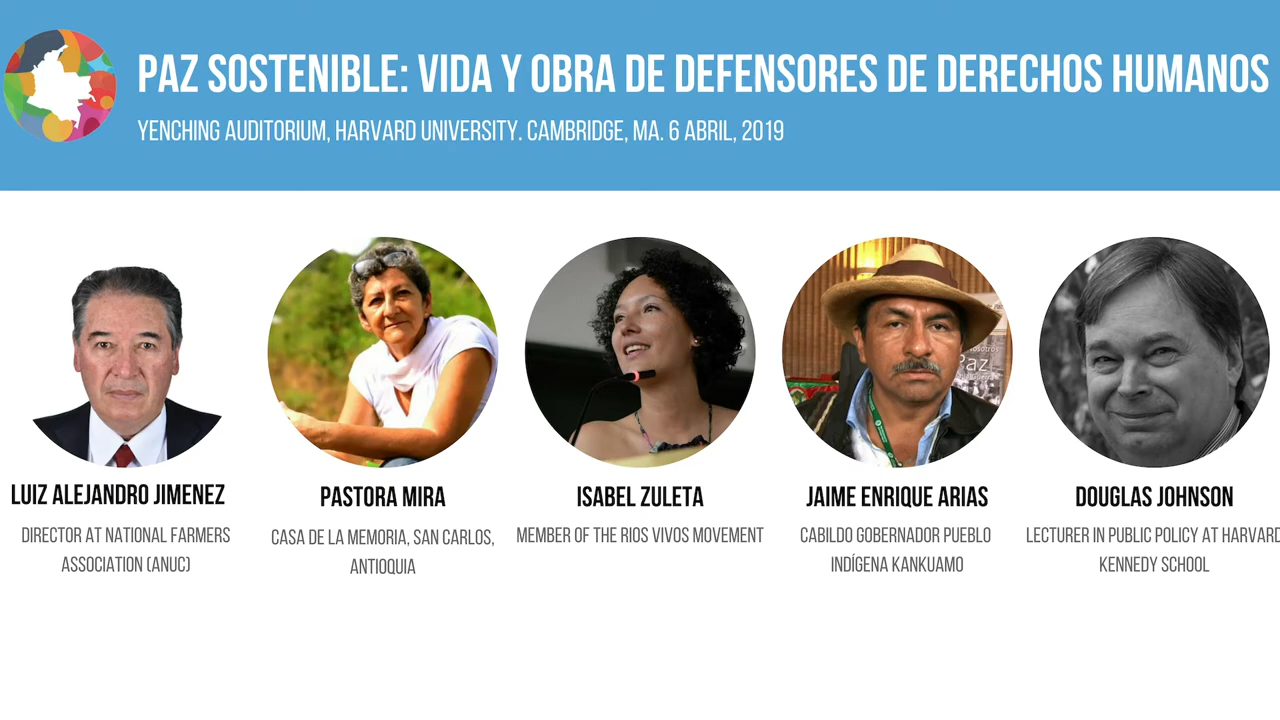 PAZ SOSTENIBLE: VIDA Y OBRA DE DEFENSORES DE DERECHOS HUMANOS
YENCHING AUDITORIUM, HARVARD UNIVERSITY. CAMBRIDGE, MA. 6 ABRIL, 2019
Paz
LUIZ ALEJANDRO JIMENEZ
DIRECTOR AT NATIONAL FARMERS
ASSOCIATION (ANUC)
PASTORA MIRA
CASA DE LA MEMORIA, SAN CARLOS,
ANTIOQUIA
ISABEL ZULETA
MEMBER OF THE RIOS VIVOS MOVEMENT
JAIME ENRIQUE ARIAS
CABILDO GOBERNADOR PUEBLO
INDÍGENA KANKUAMO
DOUGLAS JOHNSON
LECTURER IN PUBLIC POLICY AT HARVARD
KENNEDY SCHOOL